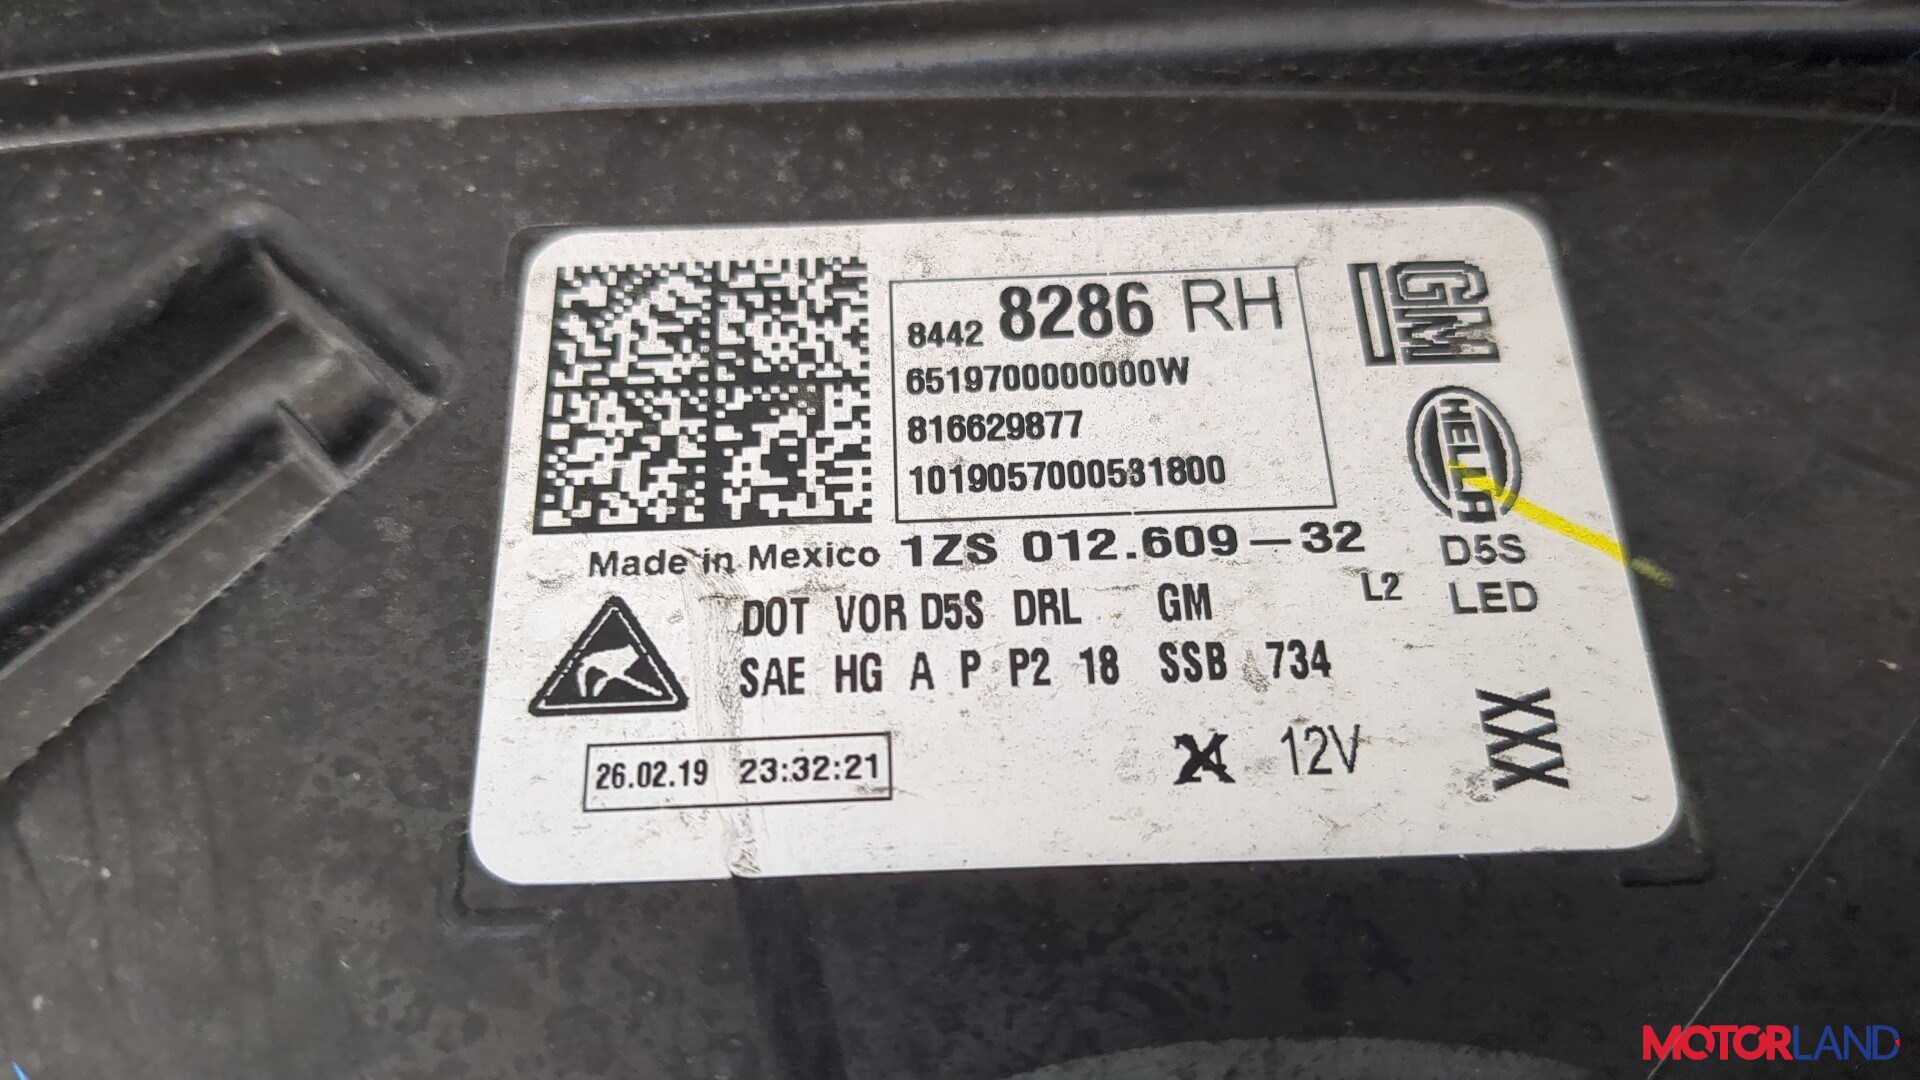 8442 8286 RH
6519700000000W
816629877
1019057000531800
GM
HELLA
D5S
LED
Made in Mexico 1ZS 012.609-32
L2
DOT VOR D5S DRL GM
SAE HG A P P2 18 SSB 734
26.02.19 23:32:21
12V
XXX
MOTORLAND